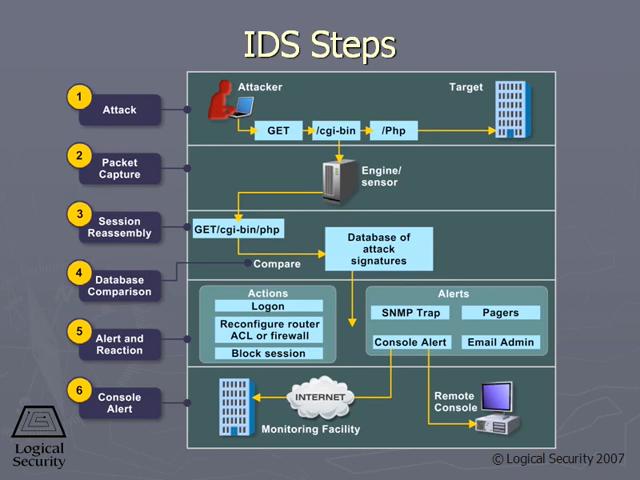 IDS Steps
1
Attack
Attacker
Target
GET
/cgi-bin
/Php
2
Packet
Capture
Engine/
sensor
3
Session
Reassembly
GET/cgi-bin/php
Database of
attack
signatures
Compare
4
Database
Comparison
5
Alert and
Reaction
Actions
Logon
Reconfigure router
ACL or firewall
Block session
Alerts
SNMP Trap
Pagers
Console Alert
Email Admin
6
Console
Alert
INTERNET
Monitoring Facility
Remote
Console
Logical
Security
© Logical Security 2007